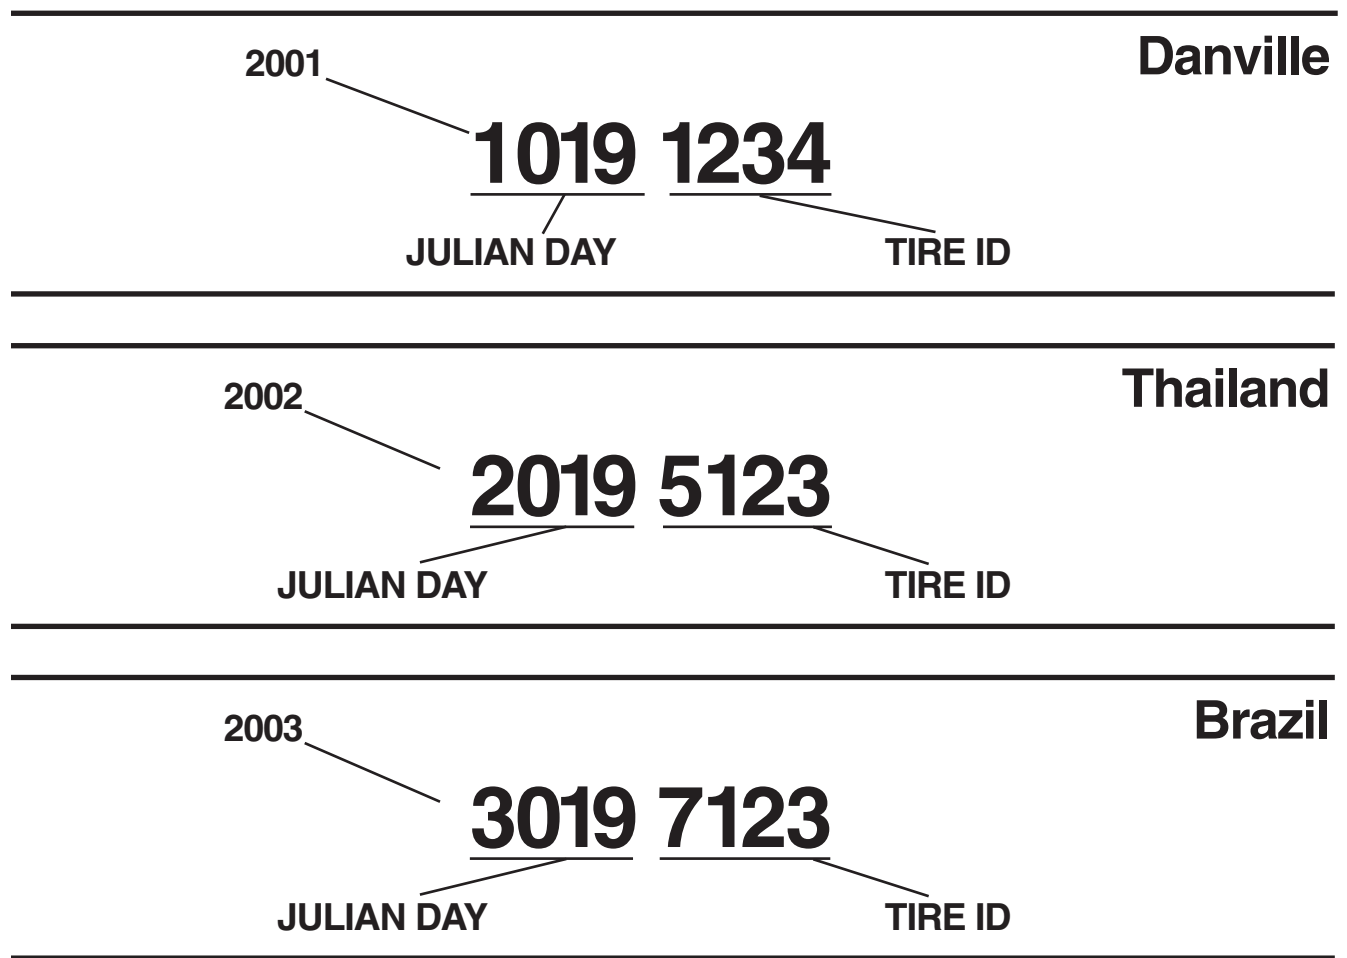 Danville
2001
1019 1234
JULIAN DAY TIRE ID
Thailand
2002
2019 5123
JULIAN DAY TIRE ID
Brazil
2003
3019 7123
JULIAN DAY TIRE ID